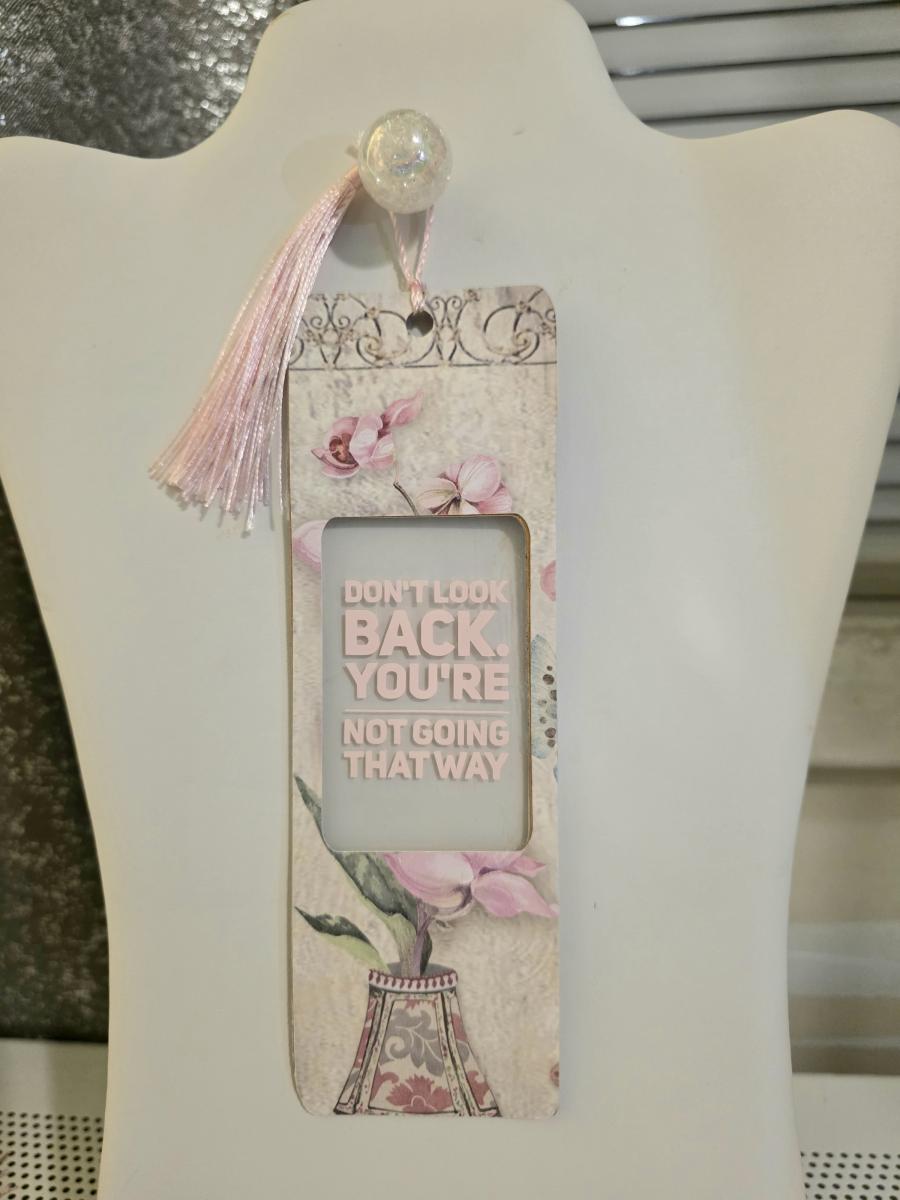 DON'T LOOK
BACK.
YOU'RE
NOT GOING
THAT WAY